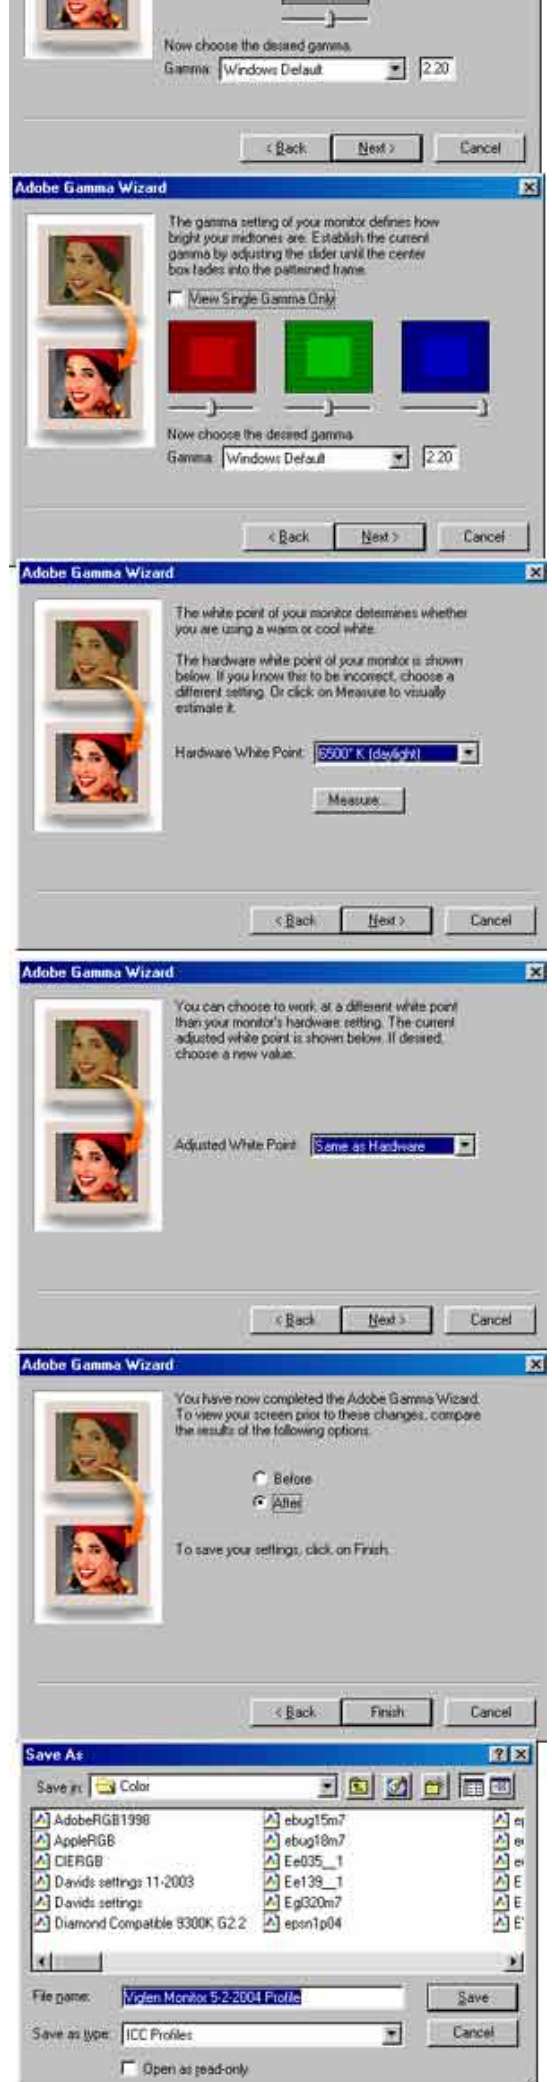 Now choose the desired gamma.
Gamma: Windows Default 2.20
< Back Next > Cancel
Adobe Gamma Wizard
The gamma setting of your monitor defines how
bright your midtones are. Establish the current
gamma by adjusting the slider until the center
box fades into the patterned frame.
View Single Gamma Only
Now choose the desired gamma
Gamma: Windows Default 2.20
< Back Next > Cancel
Adobe Gamma Wizard
The white point of your monitor determines whether
you are using a warm or cool white.
The hardware white point of your monitor is shown
below. If you know this to be incorrect, choose a
different setting. Or click on Measure to visually
estimate it.
Hardware White Point: 6500° K (daylight)
Measure...
< Back Next > Cancel
Adobe Gamma Wizard
You can choose to work at a different white point
than your monitor's hardware setting. The current
adjusted white point is shown below. If desired,
choose a new value.
Adjusted White Point: Same as Hardware
< Back Next > Cancel
Adobe Gamma Wizard
You have now completed the Adobe Gamma Wizard.
To view your screen prior to these changes, compare
the results of the following options.
Before
After
To save your settings, click on Finish.
< Back Finish Cancel
Save As
Save in: Color
AdobeRGB1998 ebug15m7
AppleRGB ebug18m7
CIERGB Ee035__1
Davids settings 11-2003 Ee139__1
Davids settings Egl320m7
Diamond Compatible 9300K G2.2 epsn1p04
File name: Viglen Monitor 5-2-2004 Profile Save
Save as type: ICC Profiles Cancel
Open as read-only